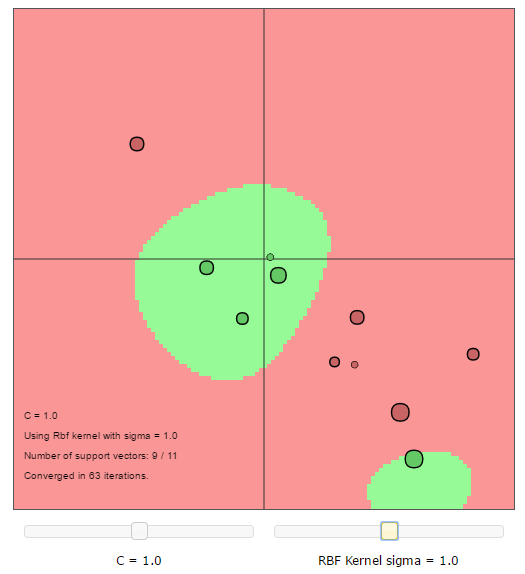 C = 1.0
Using Rbf kernel with sigma = 1.0
Number of support vectors: 9 / 11
Converged in 63 iterations.
C = 1.0
RBF Kernel sigma = 1.0